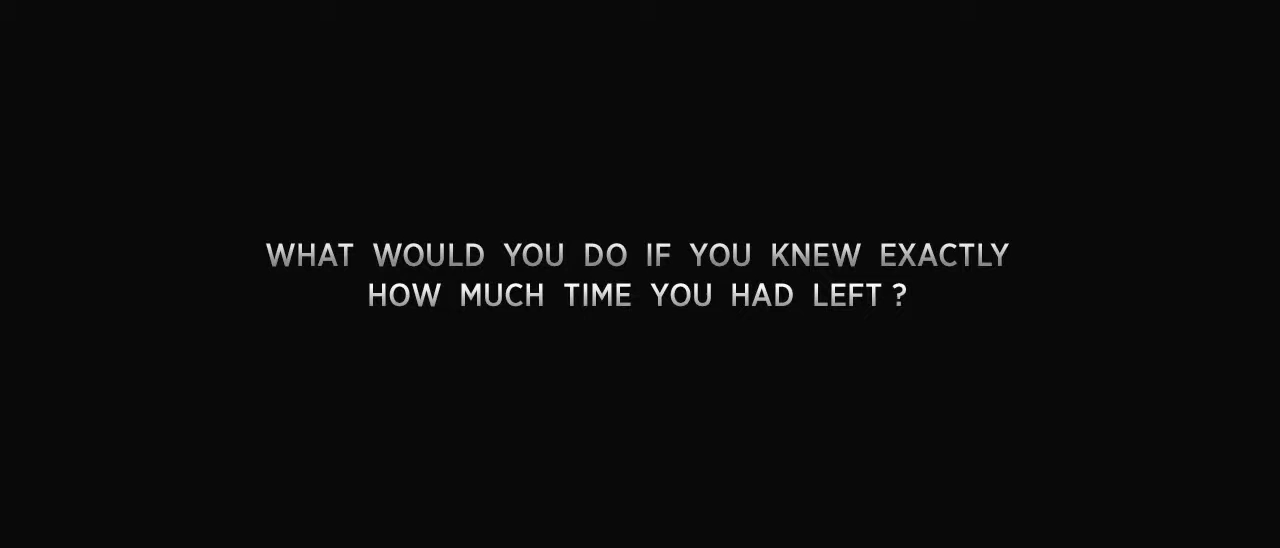 WHAT WOULD YOU DO IF YOU KNEW EXACTLY
HOW MUCH TIME YOU HAD LEFT ?